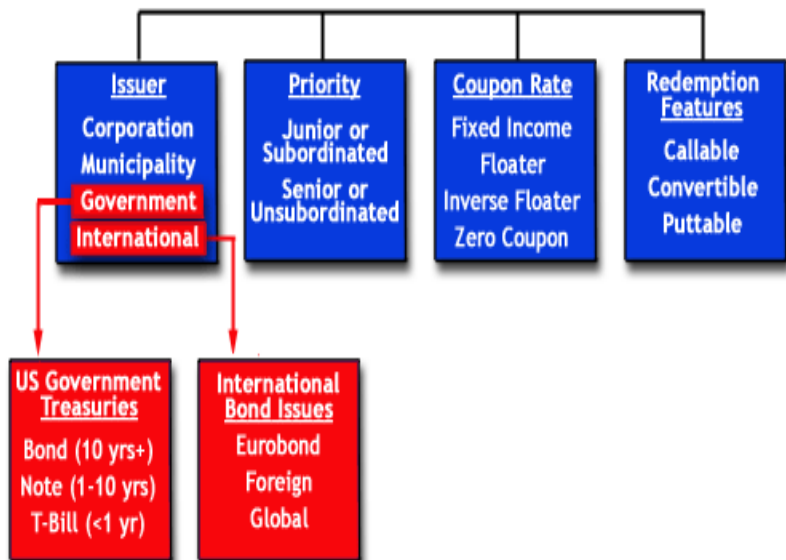 Issuer
Corporation
Municipality
Government
International
Priority
Junior or
Subordinated
Senior or
Unsubordinated
Coupon Rate
Fixed Income
Floater
Inverse Floater
Zero Coupon
Redemption
Features
Callable
Convertible
Puttable
US Government
Treasuries
Bond (10 yrs+)
Note (1-10 yrs)
T-Bill (<1 yr)
International
Bond Issues
Eurobond
Foreign
Global